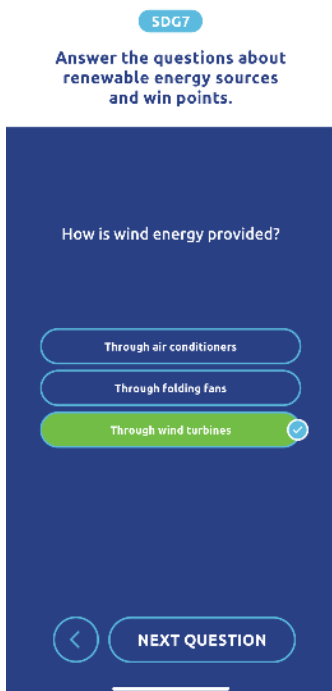 SDG7
Answer the questions about
renewable energy sources
and win points.
How is wind energy provided?
Through air conditioners
Through folding fans
Through wind turbines
NEXT QUESTION